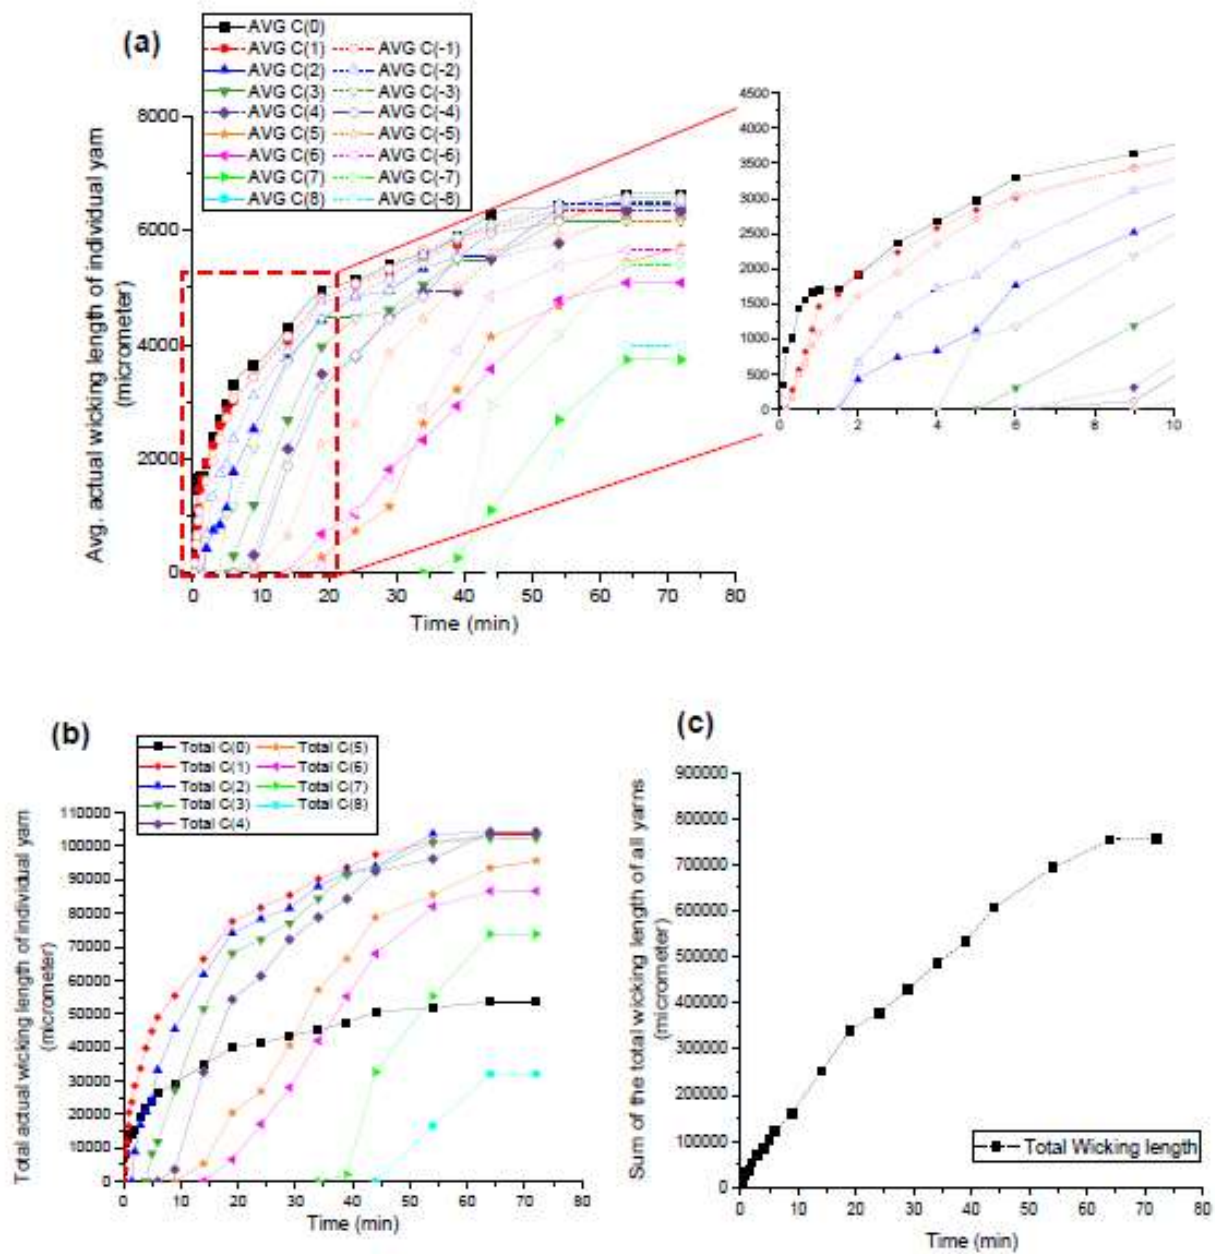 (a)
AVG C(0)
AVG C(1) AVG C(-1)
AVG C(2) AVG C(-2)
AVG C(3) AVG C(-3)
AVG C(4) AVG C(-4)
AVG C(5) AVG C(-5)
AVG C(6) AVG C(-6)
AVG C(7) AVG C(-7)
AVG C(8) AVG C(-8)
Avg. actual wicking length of individual yarn
(micrometer)
8000
6000
4000
2000
0
0 10 20 30 40 50 60 70 80
Time (min)
4500
4000
3500
3000
2500
2000
1500
1000
500
0
2 4 6 8 10
(b)
Total C(0) Total C(5)
Total C(1) Total C(6)
Total C(2) Total C(7)
Total C(3) Total C(8)
Total C(4)
Total actual wicking length of individual yarn
(micrometer)
110000
100000
90000
80000
70000
60000
50000
40000
30000
20000
10000
0
0 10 20 30 40 50 60 70 80
Time (min)
(c)
Sum of the total wicking length of all yarns
(micrometer)
900000
800000
700000
600000
500000
400000
300000
200000
100000
0
0 10 20 30 40 50 60 70 80
Time (min)
Total Wicking length